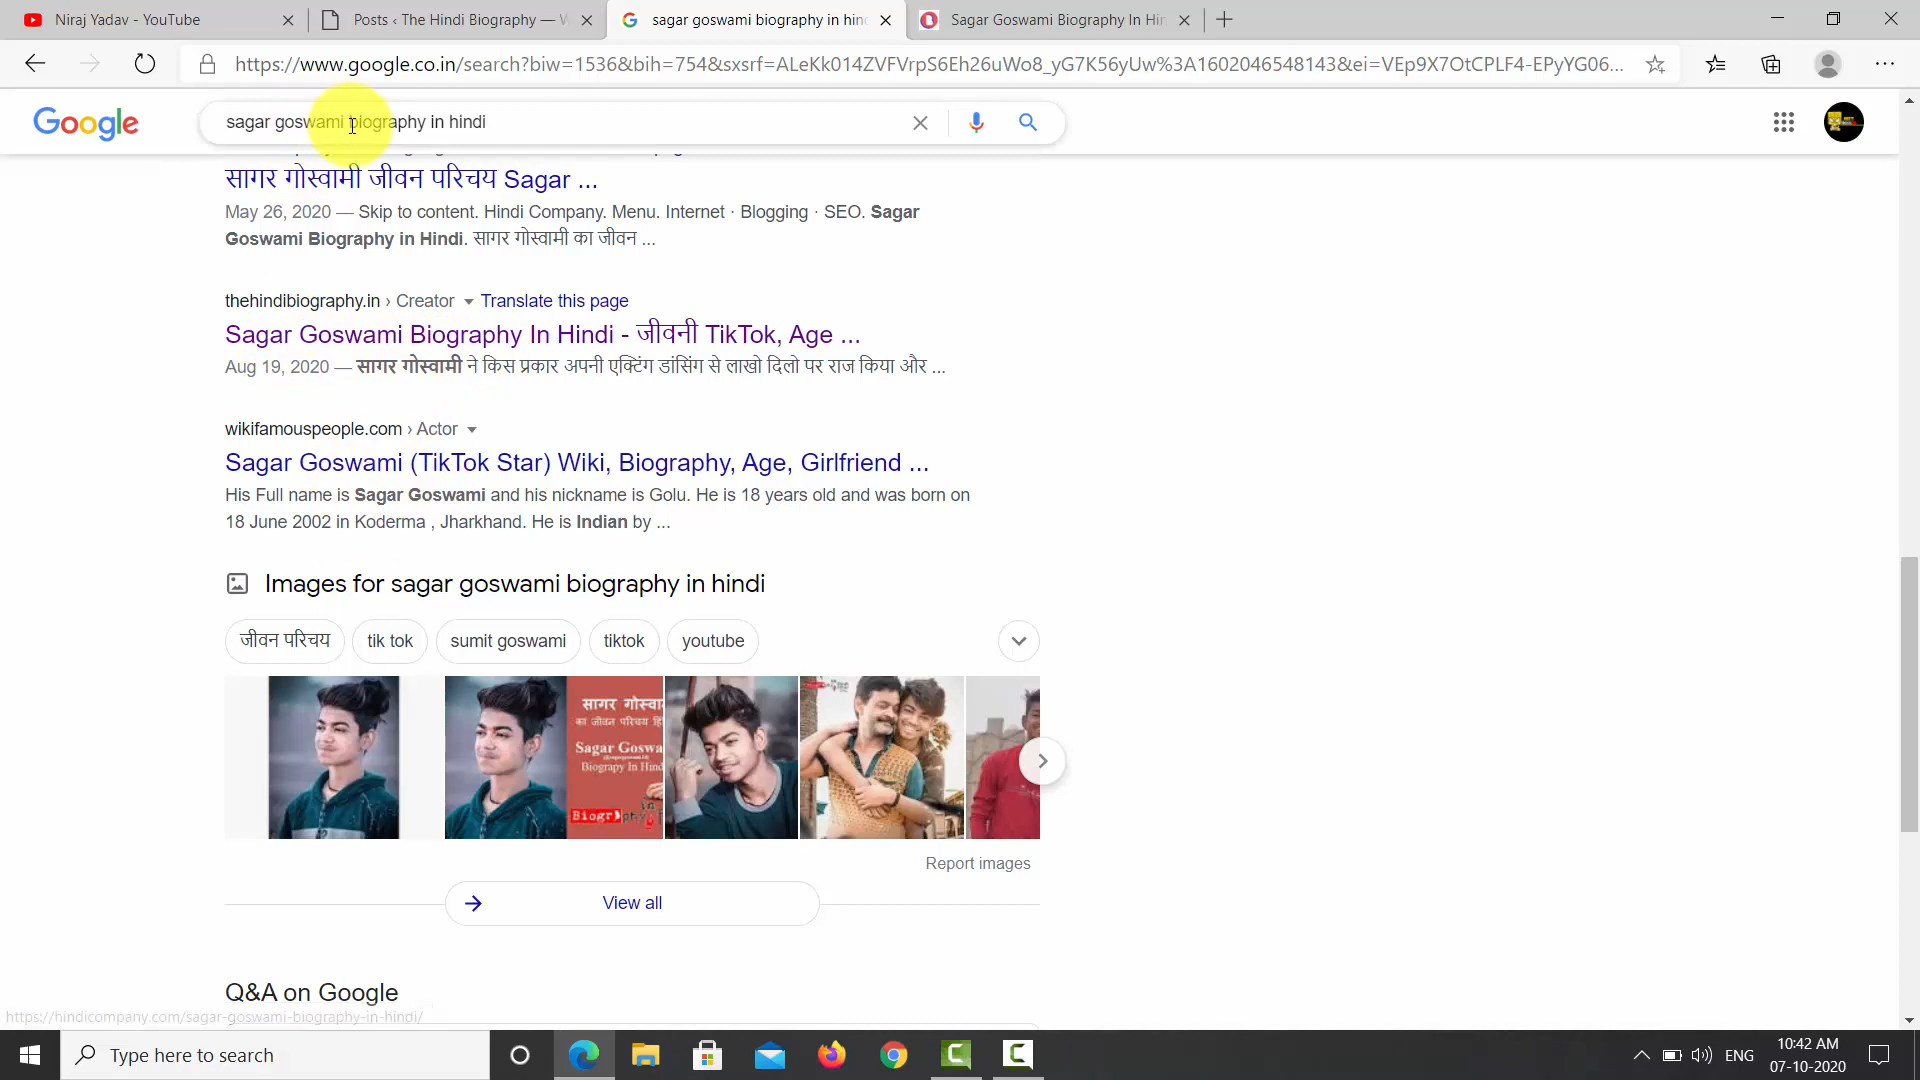 Niraj Yadav - YouTube
Posts ‹ The Hindi Biography — W
sagar goswami biography in hin
Sagar Goswami Biography In Hin
https://www.google.co.in/search?biw=1536&bih=754&sxsrf=ALeKk014ZVFVrpS6Eh26uWo8_yG7K56yUw%3A1602046548143&ei=VEp9X7OtCPLF4-EPyYG06...
Google
sagar goswami biography in hindi
सागर गोस्वामी जीवन परिचय Sagar ...
May 26, 2020 — Skip to content. Hindi Company. Menu. Internet · Blogging · SEO. Sagar
Goswami Biography in Hindi. सागर गोस्वामी का जीवन ...
thehindibiography.in › Creator Translate this page
Sagar Goswami Biography In Hindi - जीवनी TikTok, Age ...
Aug 19, 2020 — सागर गोस्वामी ने किस प्रकार अपनी एक्टिंग डांसिंग से लाखो दिलो पर राज किया और ...
wikifamouspeople.com › Actor
Sagar Goswami (TikTok Star) Wiki, Biography, Age, Girlfriend ...
His Full name is Sagar Goswami and his nickname is Golu. He is 18 years old and was born on
18 June 2002 in Koderma , Jharkhand. He is Indian by ...
Images for sagar goswami biography in hindi
जीवन परिचय
tik tok
sumit goswami
tiktok
youtube
सागर गोस्वा
का जीवन परिचय हि
Sagar Goswa
Biograpy In Hind
Report images
View all
Q&A on Google
https://hindicompany.com/sagar-goswami-biography-in-hindi/
Type here to search
ENG
10:42 AM
07-10-2020